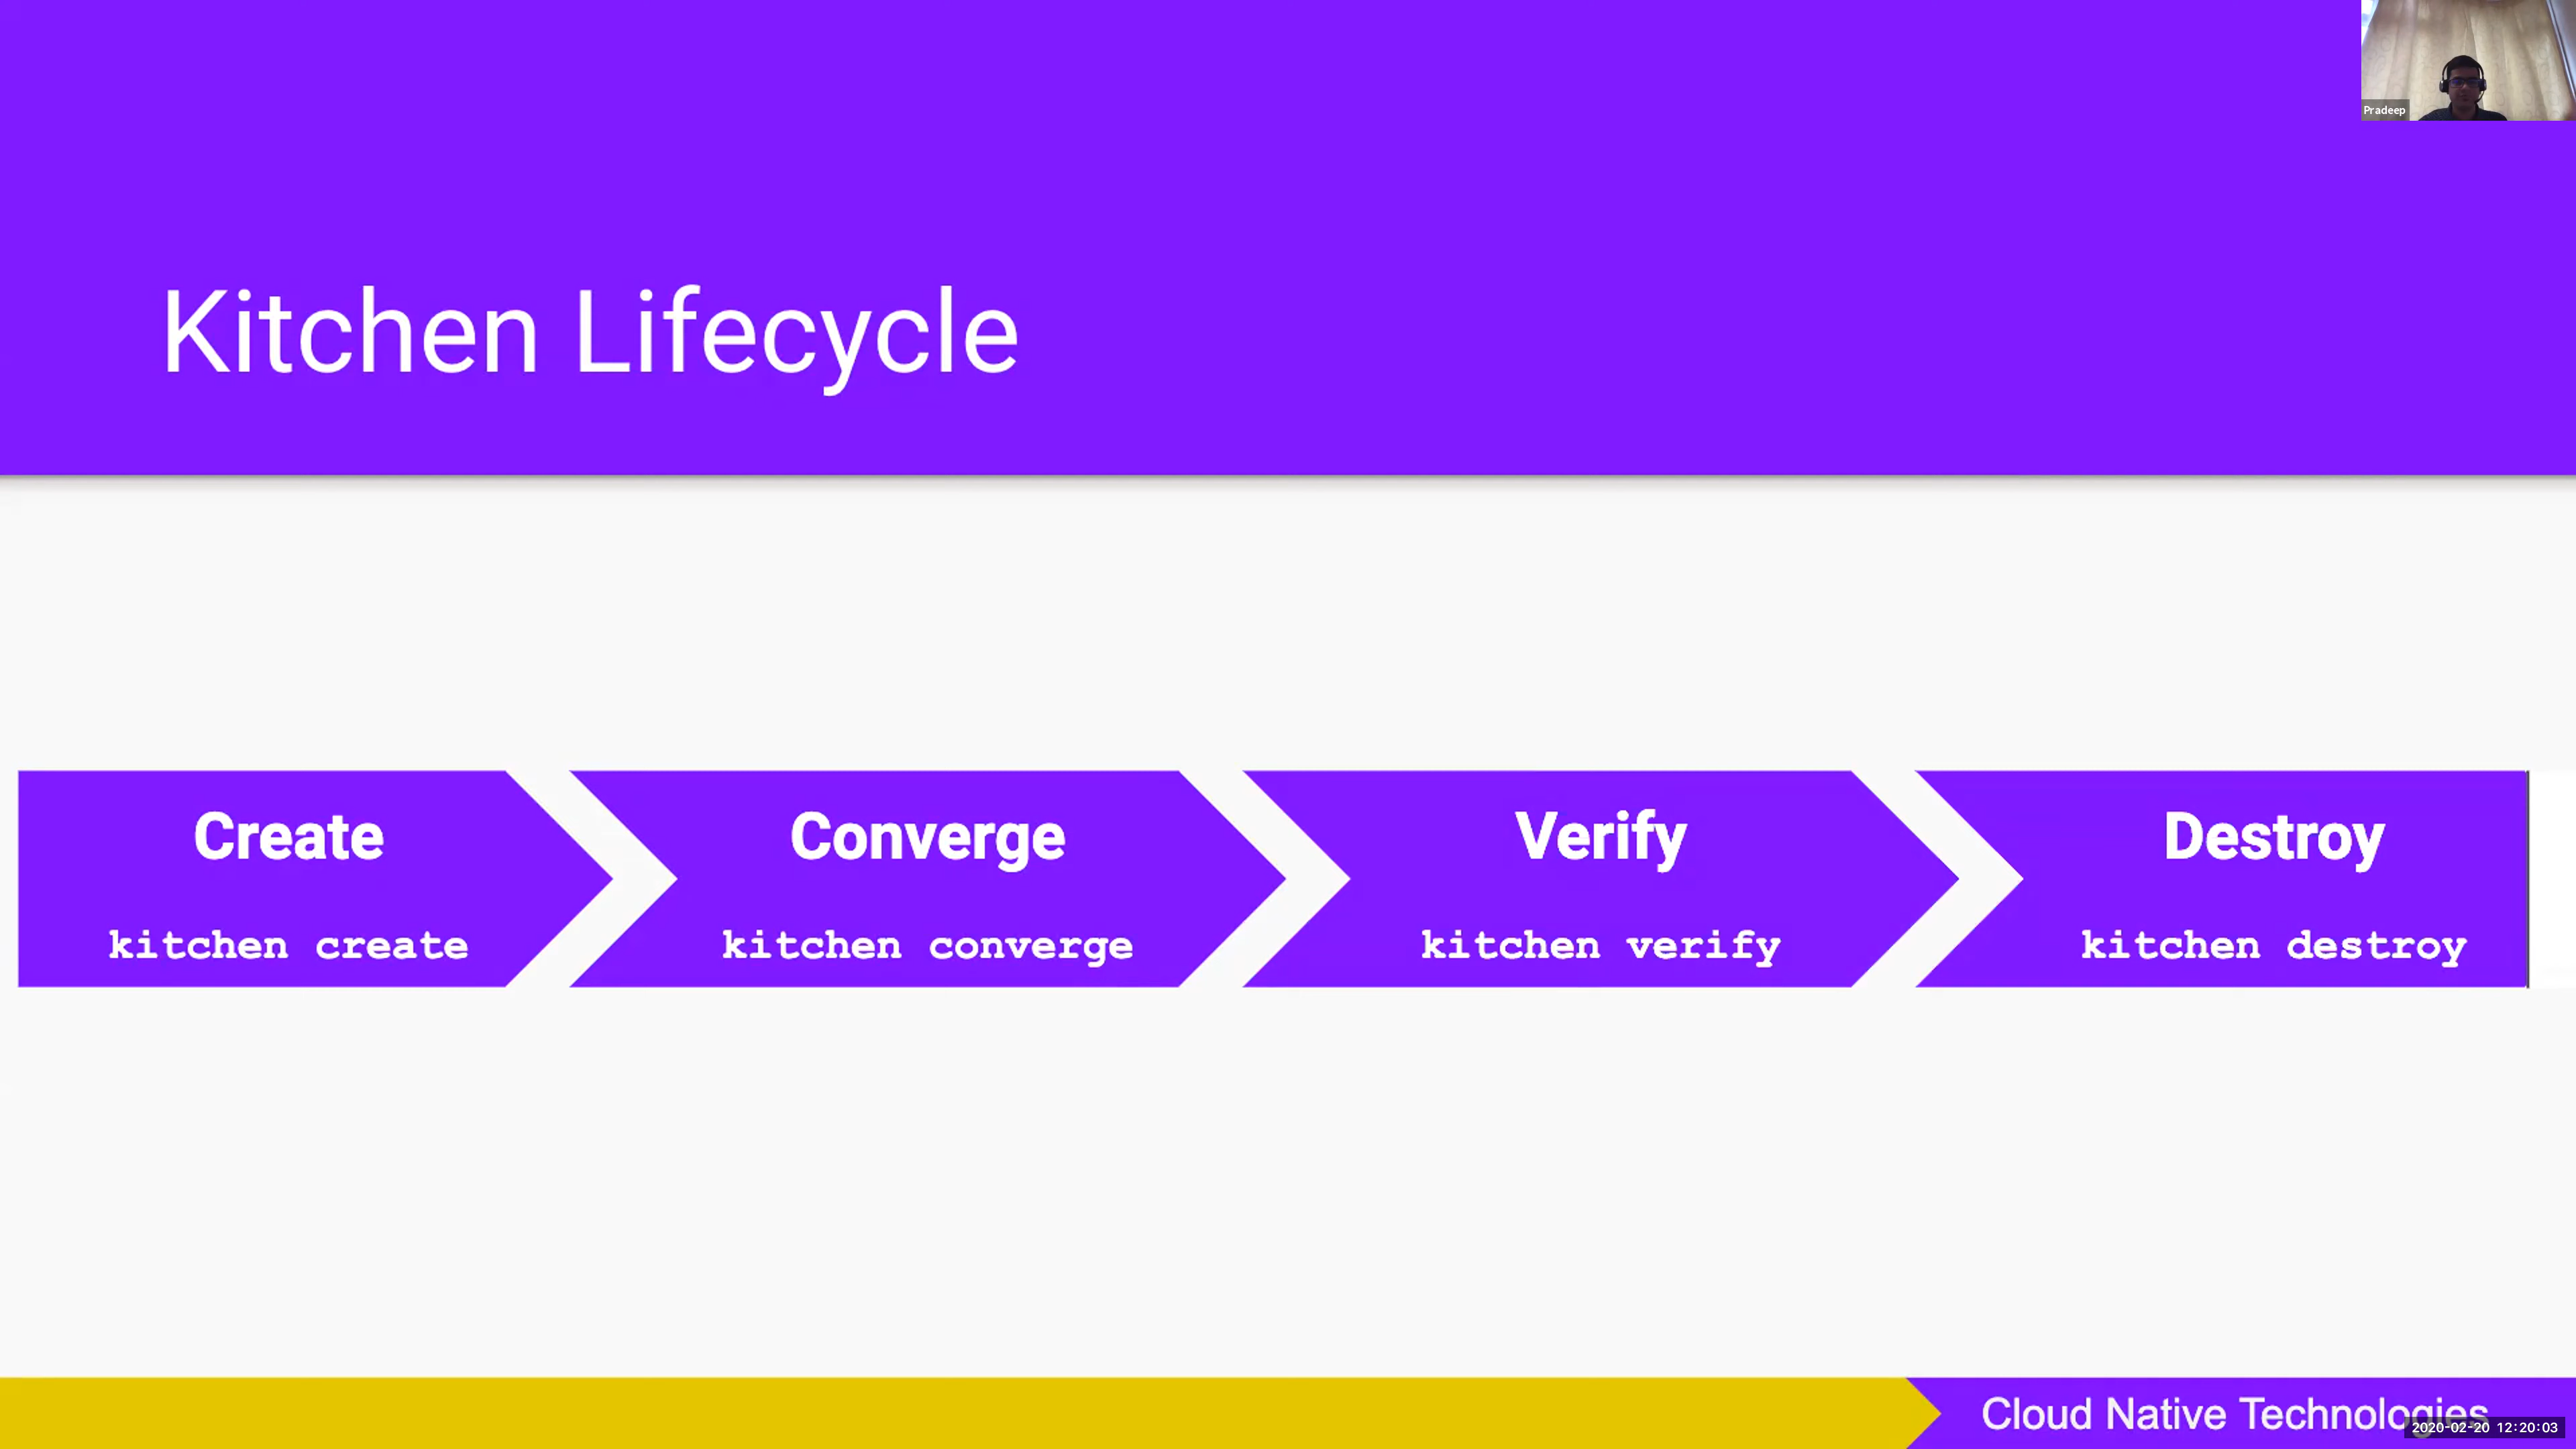 Pradeep
Kitchen Lifecycle
Create
kitchen create
Converge
kitchen converge
Verify
kitchen verify
Destroy
kitchen destroy
Cloud Native Technologies
2020-02-20 12:20:03